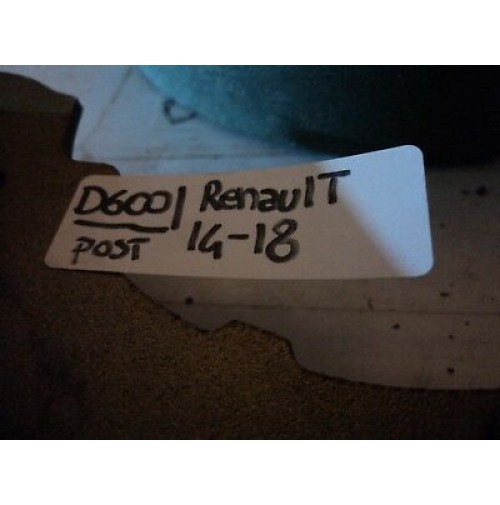 D600 / Renault
POST 14-18